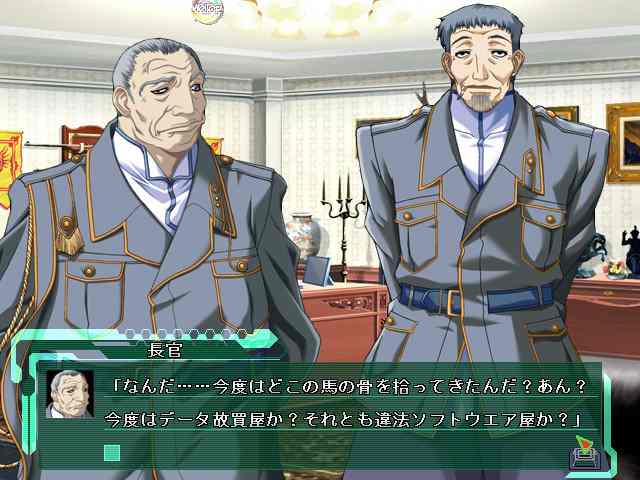 Voice
長官
「なんだ……今度はどこの馬の骨を拾ってきたんだ？あん？
今度はデータ故買屋か？それとも違法ソフトウエア屋か？」